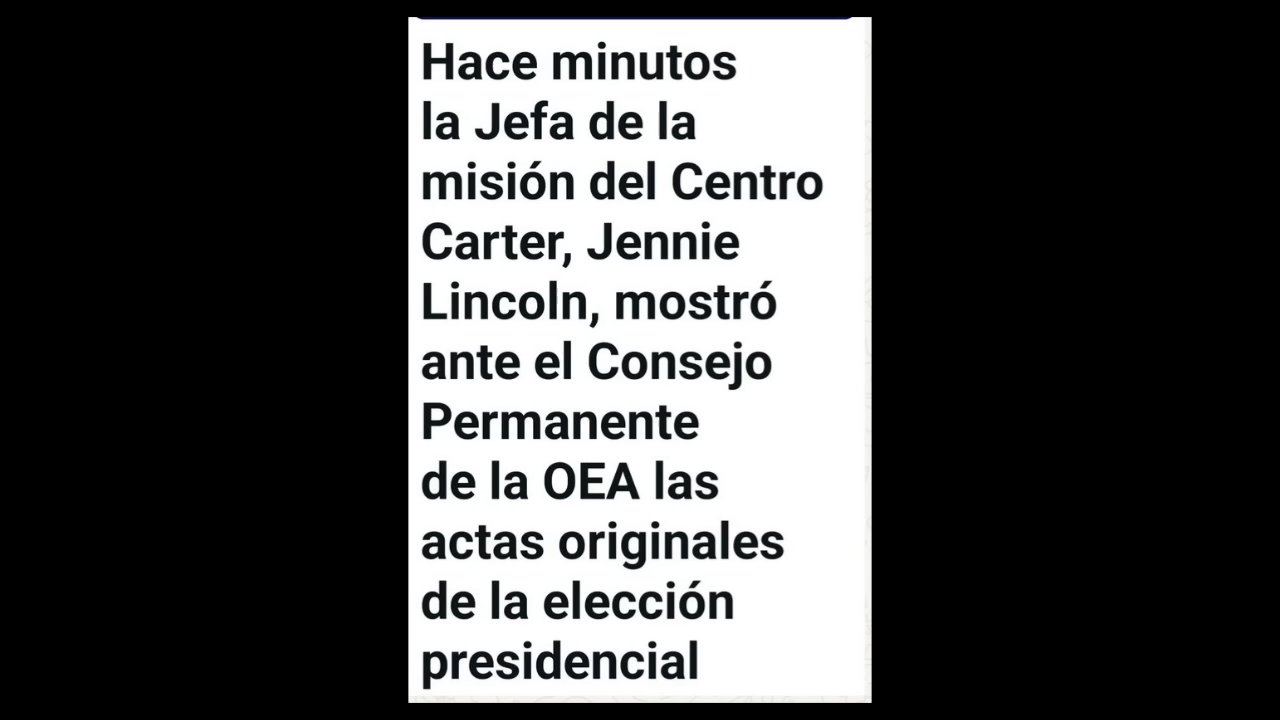 Hace minutos
la Jefa de la
misión del Centro
Carter, Jennie
Lincoln, mostró
ante el Consejo
Permanente
de la OEA las
actas originales
de la elección
presidencial